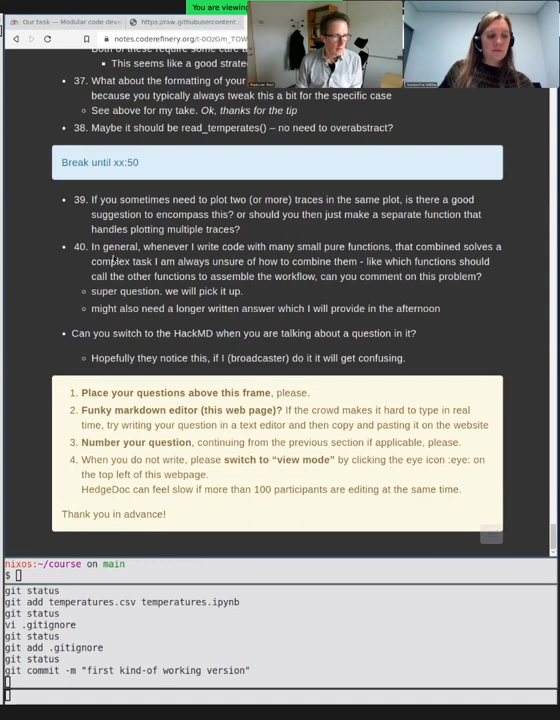 You are viewing
Our task — Modular code dev
https://raw.githubusercontent.
notes.coderefinery.org/t-0OzGm_TOW
Both of these require some care a
This seems like a good strate
37. What about the formatting of your
because you typically always tweak this a bit for the specific case
See above for my take. Ok, thanks for the tip
38. Maybe it should be read_temperates() – no need to overabstract?
Break until xx:50
39. If you sometimes need to plot two (or more) traces in the same plot, is there a good
suggestion to encompass this? or should you then just make a separate function that
handles plotting multiple traces?
40. In general, whenever I write code with many small pure functions, that combined solves a
complex task I am always unsure of how to combine them - like which functions should
call the other functions to assemble the workflow, can you comment on this problem?
super question. we will pick it up.
might also need a longer written answer which I will provide in the afternoon
Can you switch to the HackMD when you are talking about a question in it?
Hopefully they notice this, if I (broadcaster) do it it will get confusing.
1. Place your questions above this frame, please.
2. Funky markdown editor (this web page)? If the crowd makes it hard to type in real
time, try writing your question in a text editor and then copy and pasting it on the website
3. Number your question, continuing from the previous section if applicable, please.
4. When you do not write, please switch to “view mode” by clicking the eye icon :eye: on
the top left of this webpage.
HedgeDoc can feel slow if more than 100 participants are editing at the same time.
Thank you in advance!
nixos:~/course on main
$
git status
git add temperatures.csv temperatures.ipynb
git status
vi .gitignore
git status
git add .gitignore
git status
git commit -m "first kind-of working version"